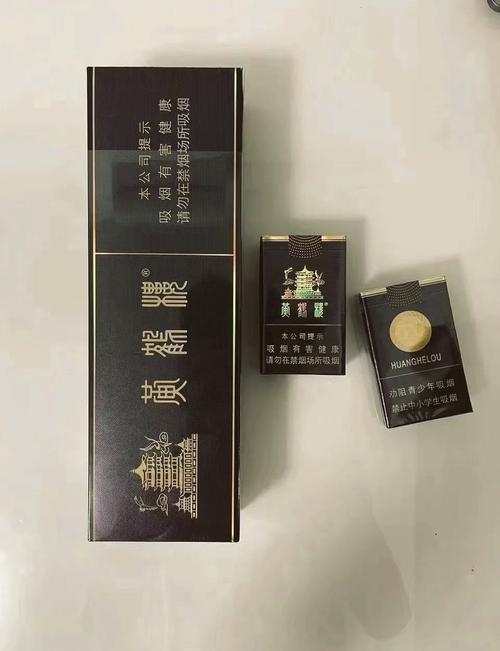 本公司提示
吸烟有害健康
请勿在禁烟场所吸烟
黄鹤楼®
黄鹤楼®
本公司提示
吸烟有害健康
请勿在禁烟场所吸烟
HUANGHELOU
劝阻青少年吸烟
禁止中小学生吸烟